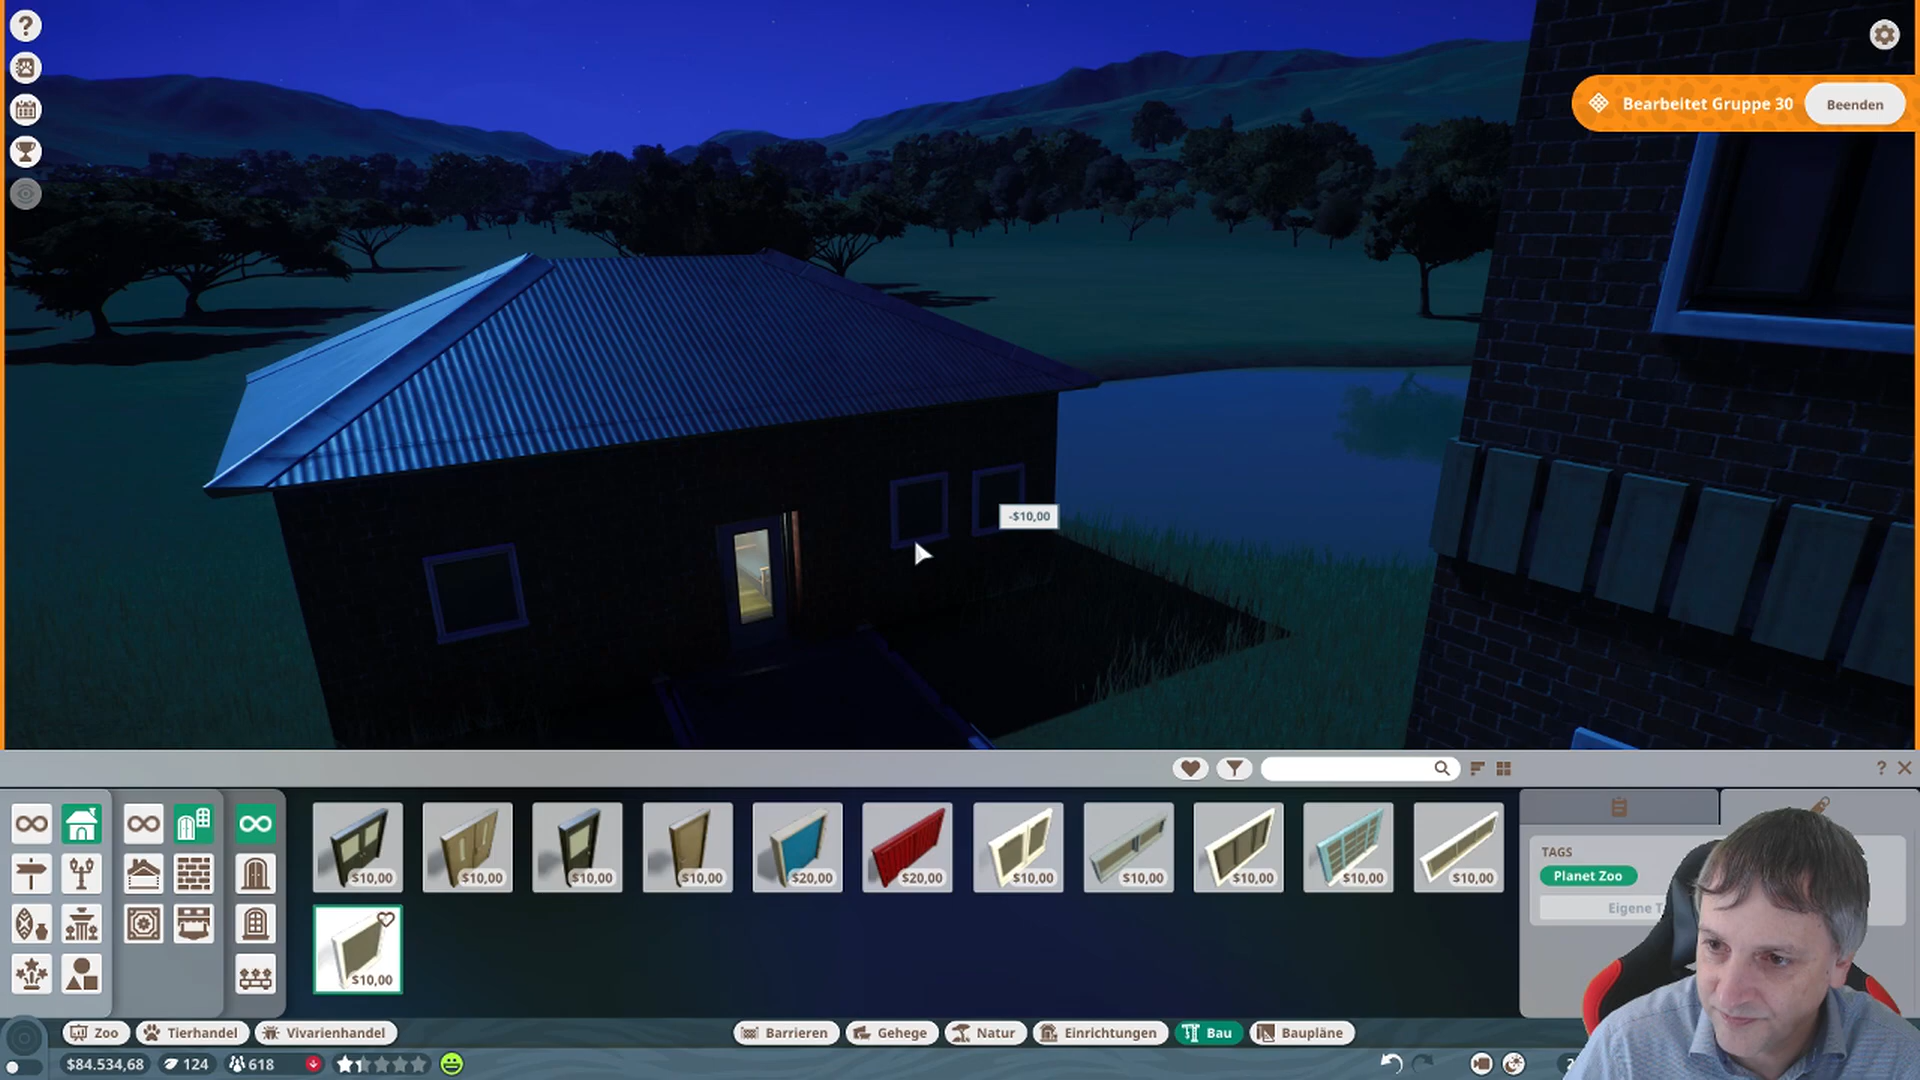 ?
Bearbeitet Gruppe 30
Beenden
-$10,00
?
$10,00
$10,00
$10,00
$10,00
$20,00
$20,00
$10,00
$10,00
$10,00
$10,00
$10,00
$10,00
TAGS
Planet Zoo
Eigene T
Zoo
Tierhandel
Vivarienhandel
Barrieren
Gehege
Natur
Einrichtungen
Bau
Baupläne
$84.534,68
124
618